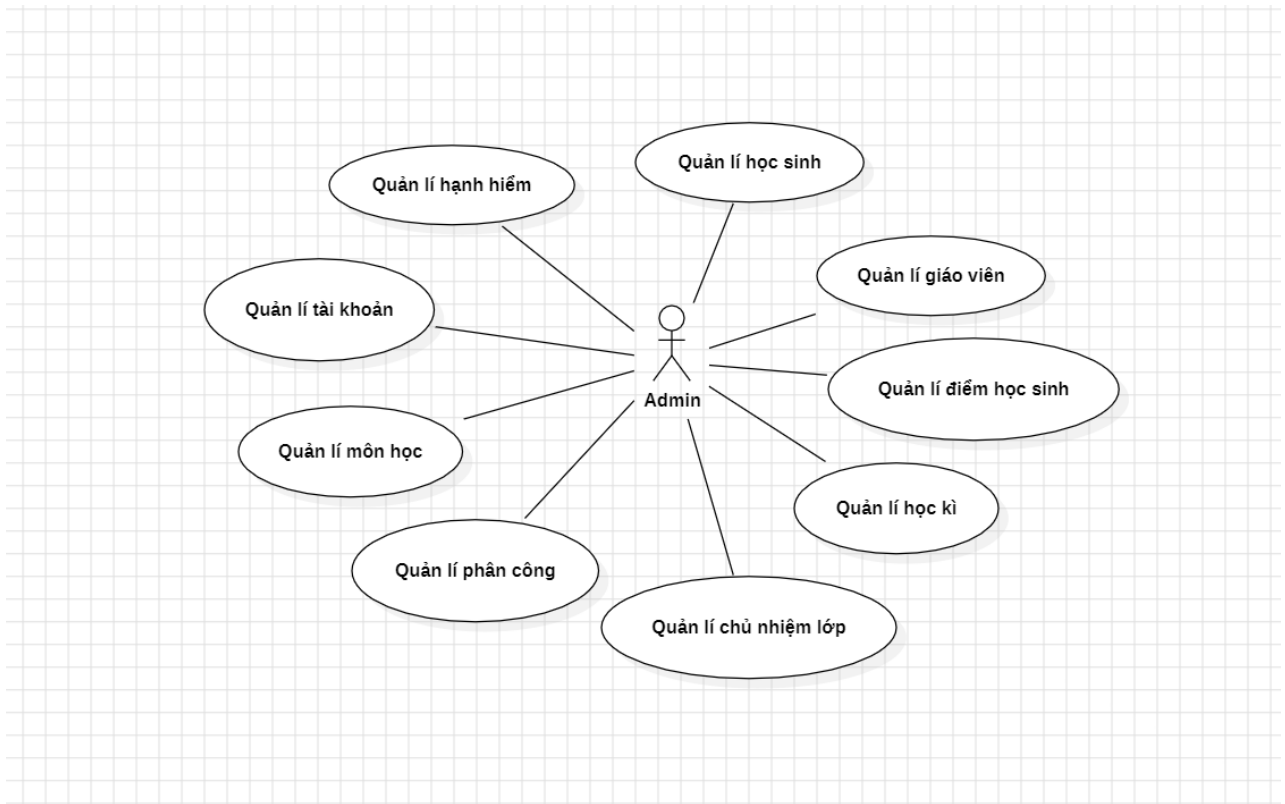 Quản lí học sinh
Quản lí hạnh hiểm
Quản lí giáo viên
Quản lí tài khoản
Quản lí điểm học sinh
Admin
Quản lí môn học
Quản lí học kì
Quản lí phân công
Quản lí chủ nhiệm lớp